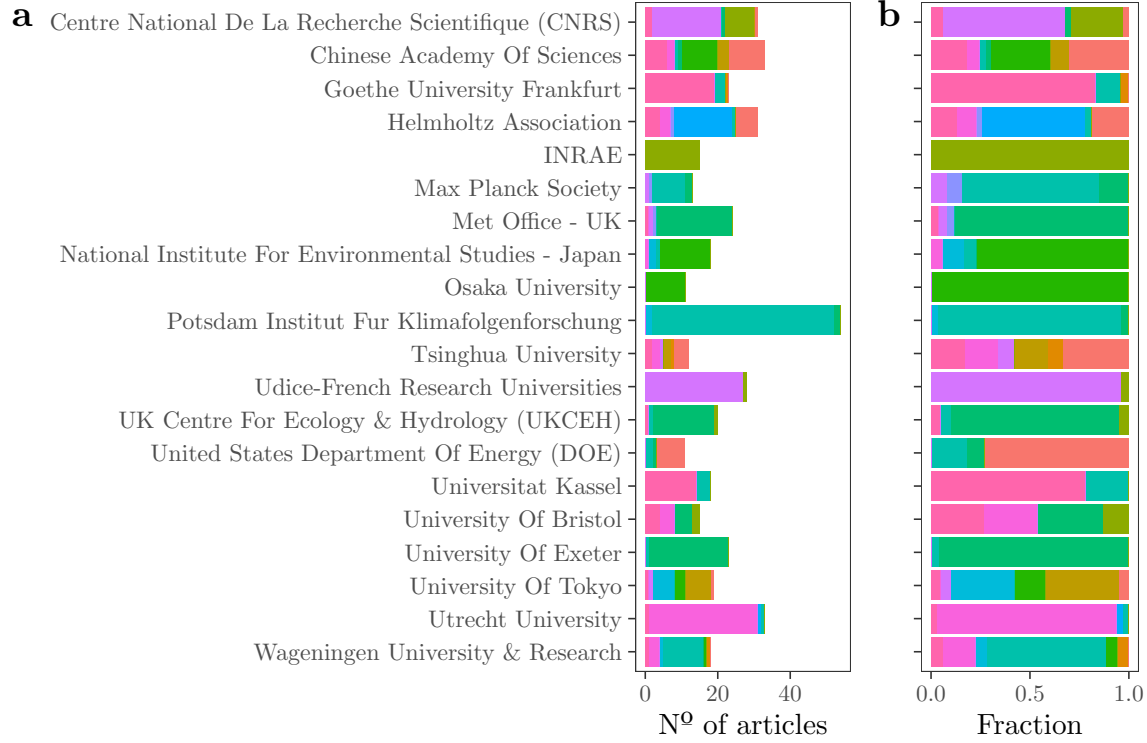 a
b
Centre National De La Recherche Scientifique (CNRS)
Chinese Academy Of Sciences
Goethe University Frankfurt
Helmholtz Association
INRAE
Max Planck Society
Met Office - UK
National Institute For Environmental Studies - Japan
Osaka University
Potsdam Institut Fur Klimafolgenforschung
Tsinghua University
Udice-French Research Universities
UK Centre For Ecology & Hydrology (UKCEH)
United States Department Of Energy (DOE)
Universitat Kassel
University Of Bristol
University Of Exeter
University Of Tokyo
Utrecht University
Wageningen University & Research
0 20 40
Nº of articles
0.0 0.5 1.0
Fraction